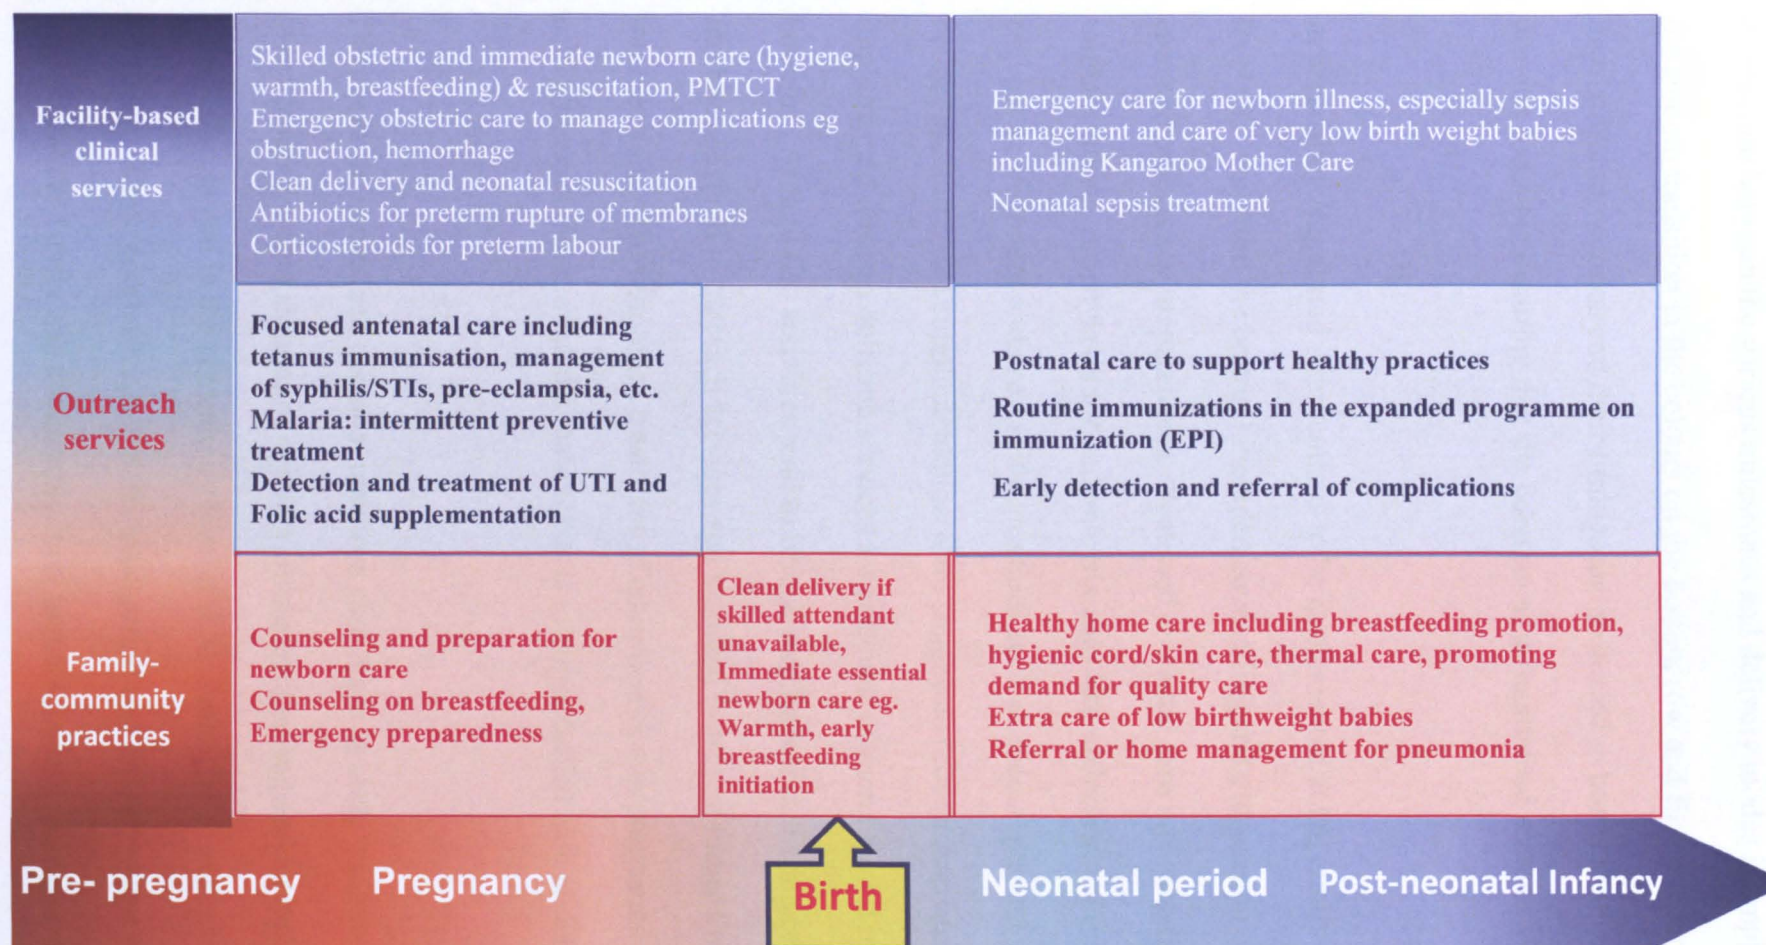 Facility-based
clinical
services
Skilled obstetric and immediate newborn care (hygiene,
warmth, breastfeeding) & resuscitation, PMTCT
Emergency obstetric care to manage complications eg
obstruction, hemorrhage
Clean delivery and neonatal resuscitation
Antibiotics for preterm rupture of membranes
Corticosteroids for preterm labour
Emergency care for newborn illness, especially sepsis
management and care of very low birth weight babies
including Kangaroo Mother Care
Neonatal sepsis treatment
Outreach
services
Focused antenatal care including
tetanus immunisation, management
of syphilis/STIs, pre-eclampsia, etc.
Malaria: intermittent preventive
treatment
Detection and treatment of UTI and
Folic acid supplementation
Postnatal care to support healthy practices
Routine immunizations in the expanded programme on
immunization (EPI)
Early detection and referral of complications
Family-
community
practices
Counseling and preparation for
newborn care
Counseling on breastfeeding,
Emergency preparedness
Clean delivery if
skilled attendant
unavailable,
Immediate essential
newborn care eg.
Warmth, early
breastfeeding
initiation
Healthy home care including breastfeeding promotion,
hygienic cord/skin care, thermal care, promoting
demand for quality care
Extra care of low birthweight babies
Referral or home management for pneumonia
Pre- pregnancy
Pregnancy
Birth
Neonatal period
Post-neonatal Infancy